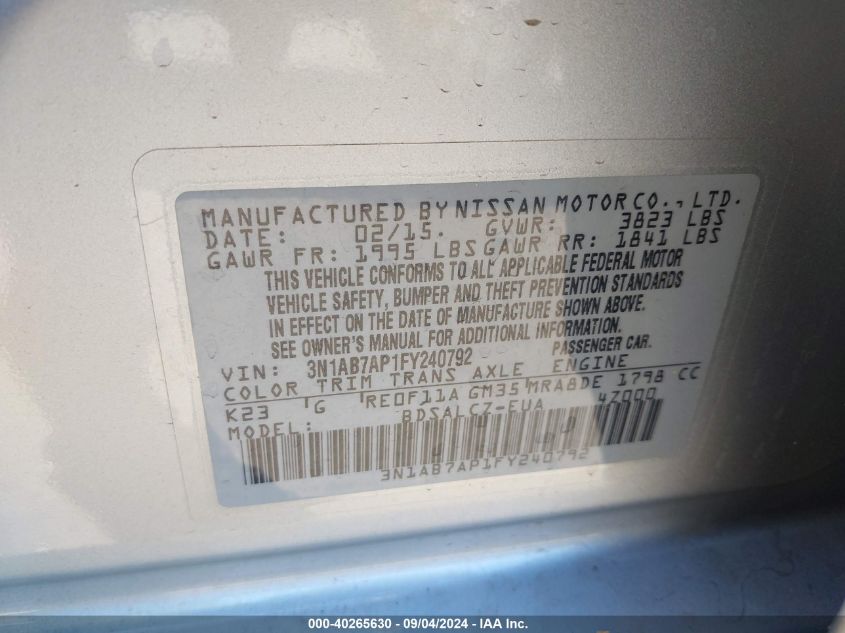 MANUFACTURED BY NISSAN MOTOR CO., LTD.
DATE: 02/15. GVWR: 3823 LBS
GAWR FR: 1995 LBS GAWR RR: 1841 LBS
THIS VEHICLE CONFORMS TO ALL APPLICABLE FEDERAL MOTOR
VEHICLE SAFETY, BUMPER AND THEFT PREVENTION STANDARDS
IN EFFECT ON THE DATE OF MANUFACTURE SHOWN ABOVE.
SEE OWNER'S MANUAL FOR ADDITIONAL INFORMATION.
VIN: 3N1AB7AP1FY240792 PASSENGER CAR.
COLOR TRIM TRANS AXLE ENGINE
K23 G RE0F11A GM35 MRA8DE 1798 CC
MODEL: BDSALCZ-EUA 47000
3N1AB7AP1FY240792
000-40265630 - 09/04/2024 - IAA Inc.